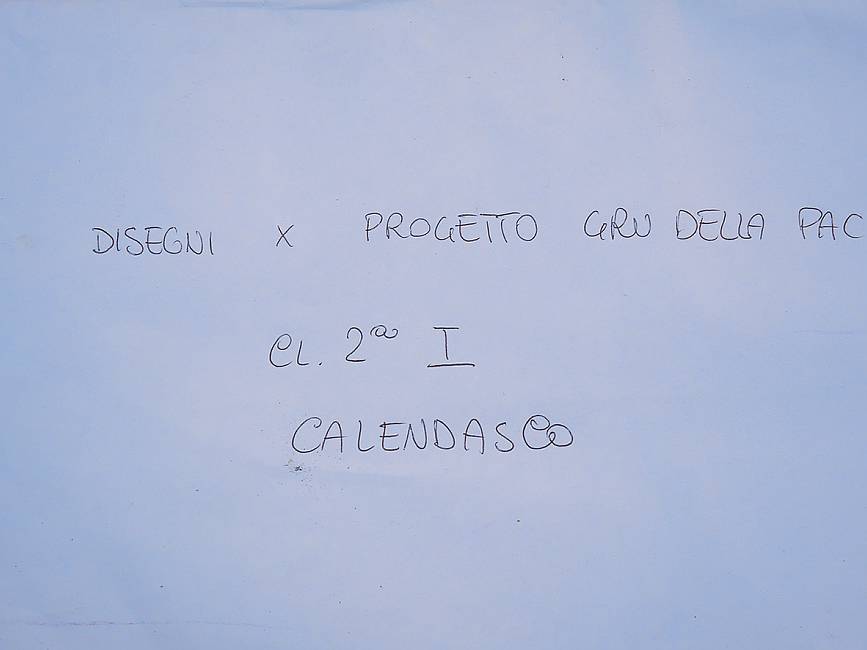 DISEGNI X PROGETTO GRU DELLA PAC
CL. 2ª I
CALENDASCO